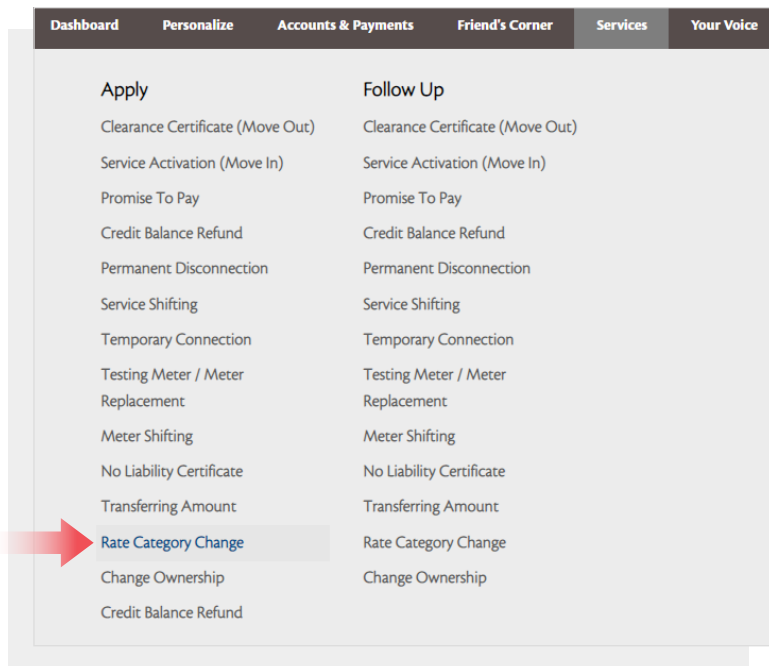 Dashboard Personalize Accounts & Payments Friend's Corner Services Your Voice
Apply
Clearance Certificate (Move Out)
Service Activation (Move In)
Promise To Pay
Credit Balance Refund
Permanent Disconnection
Service Shifting
Temporary Connection
Testing Meter / Meter
Replacement
Meter Shifting
No Liability Certificate
Transferring Amount
Rate Category Change
Change Ownership
Credit Balance Refund
Follow Up
Clearance Certificate (Move Out)
Service Activation (Move In)
Promise To Pay
Credit Balance Refund
Permanent Disconnection
Service Shifting
Temporary Connection
Testing Meter / Meter
Replacement
Meter Shifting
No Liability Certificate
Transferring Amount
Rate Category Change
Change Ownership